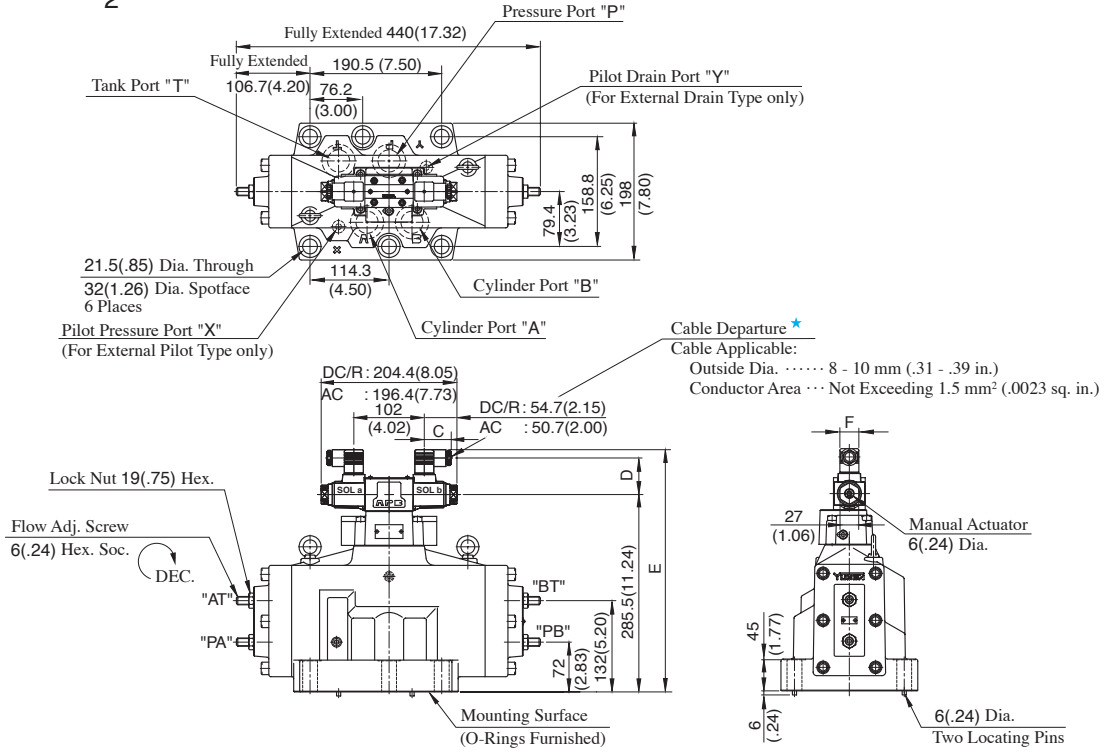 2
Pressure Port "P"
Fully Extended 440(17.32)
Fully Extended
190.5 (7.50)
Tank Port "T"
106.7(4.20)
76.2
(3.00)
Pilot Drain Port "Y"
(For External Drain Type only)
79.4
(3.23)
158.8
(6.25)
198
(7.80)
A
B
21.5(.85) Dia. Through
32(1.26) Dia. Spotface
6 Places
114.3
(4.50)
Cylinder Port "B"
Pilot Pressure Port "X"
(For External Pilot Type only)
Cylinder Port "A"
Cable Departure ★
Cable Applicable:
Outside Dia. ······ 8 - 10 mm (.31 - .39 in.)
Conductor Area ··· Not Exceeding 1.5 mm² (.0023 sq. in.)
DC/R : 204.4(8.05)
AC : 196.4(7.73)
102
(4.02)
DC/R : 54.7(2.15)
AC : 50.7(2.00)
C
F
D
Lock Nut 19(.75) Hex.
SOL a
SOL b
Flow Adj. Screw
6(.24) Hex. Soc.
DEC.
27
(1.06)
Manual Actuator
6(.24) Dia.
E
285.5(11.24)
YUKEN
"AT"
"BT"
"PA"
"PB"
72
(2.83)
132(5.20)
45
(1.77)
6
(.24)
Mounting Surface
(O-Rings Furnished)
6(.24) Dia.
Two Locating Pins